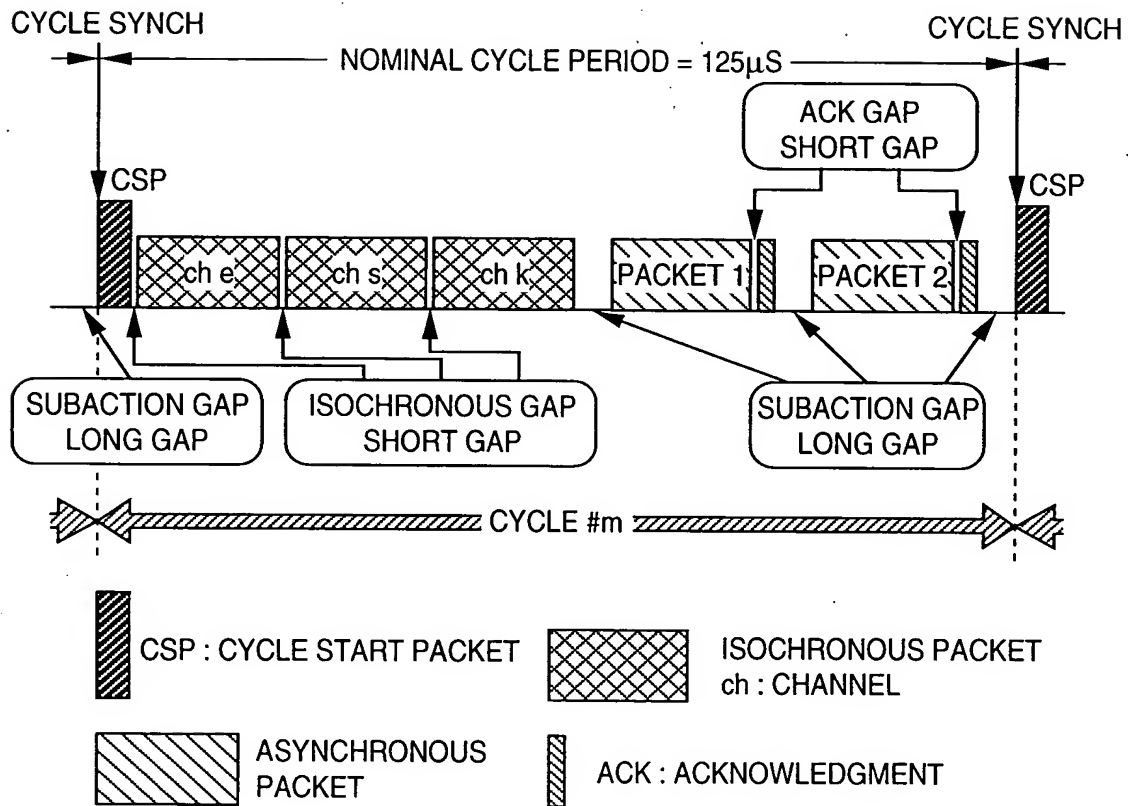 CYCLE SYNCH
CYCLE SYNCH
NOMINAL CYCLE PERIOD = 125μS
ACK GAP
SHORT GAP
CSP
CSP
ch e
ch s
ch k
PACKET 1
PACKET 2
SUBACTION GAP
LONG GAP
ISOCHRONOUS GAP
SHORT GAP
SUBACTION GAP
LONG GAP
CYCLE #m
CSP : CYCLE START PACKET
ISOCHRONOUS PACKET
ch : CHANNEL
ASYNCHRONOUS
PACKET
ACK : ACKNOWLEDGMENT